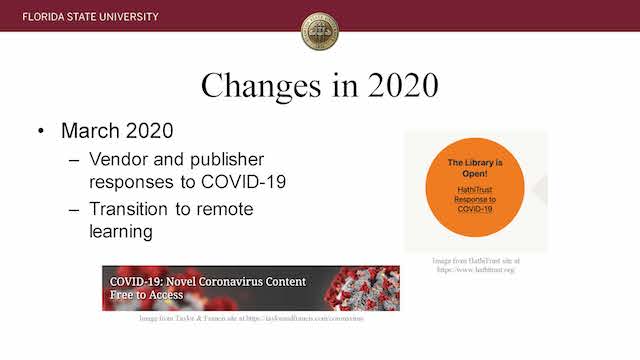 FLORIDA STATE UNIVERSITY
Changes in 2020
• March 2020
– Vendor and publisher
responses to COVID-19
– Transition to remote
learning
The Library is
Open!
HathiTrust
Response to
COVID-19
Image from HathiTrust site at
https://www.hathitrust.org/
COVID-19: Novel Coronavirus Content
Free to Access
Image from Taylor & Francis site at https://taylorandfrancis.com/coronavirus/